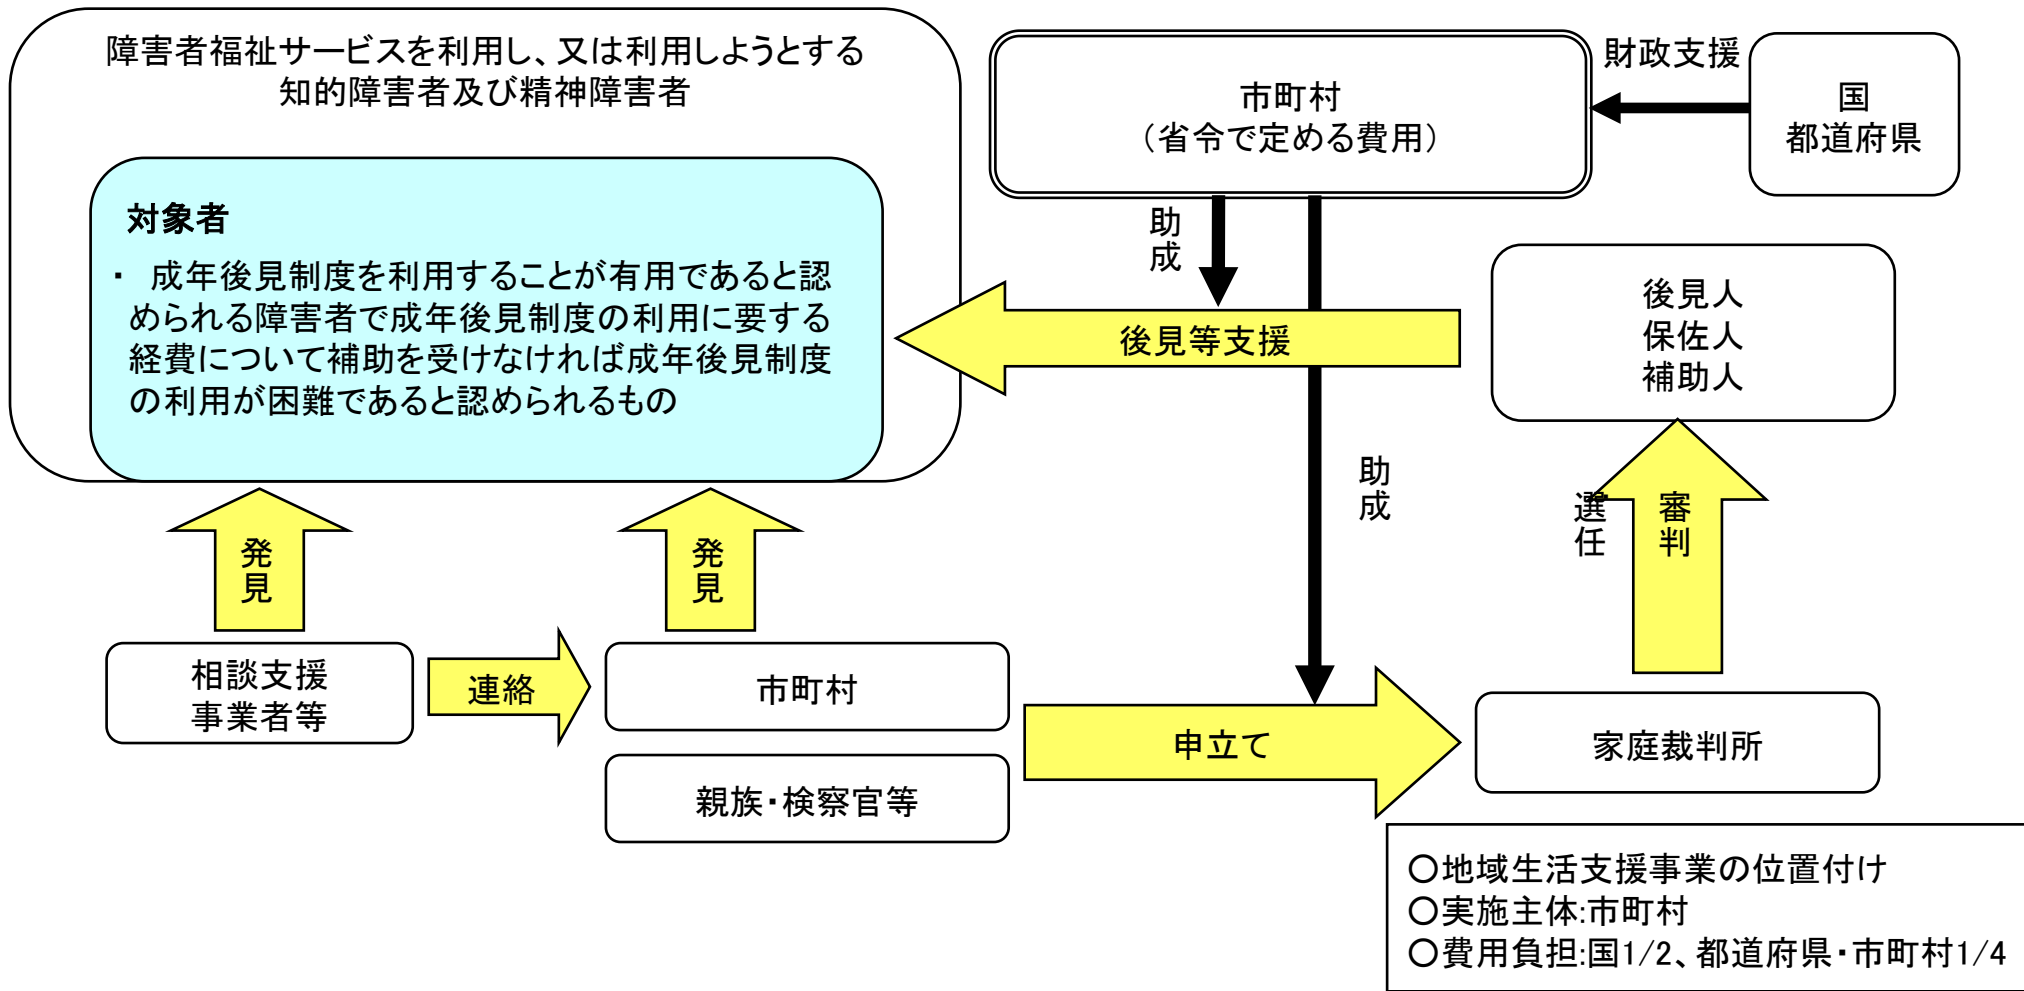 障害者福祉サービスを利用し、又は利用しようとする
知的障害者及び精神障害者
対象者
・ 成年後見制度を利用することが有用であると認
められる障害者で成年後見制度の利用に要する
経費について補助を受けなければ成年後見制度
の利用が困難であると認められるもの
市町村
（省令で定める費用）
財政支援
国
都道府県
助成
後見等支援
後見人
保佐人
補助人
助成
選任
審判
発見
発見
相談支援
事業者等
連絡
市町村
親族・検察官等
申立て
家庭裁判所
○地域生活支援事業の位置付け
○実施主体:市町村
○費用負担:国1/2、都道府県・市町村1/4